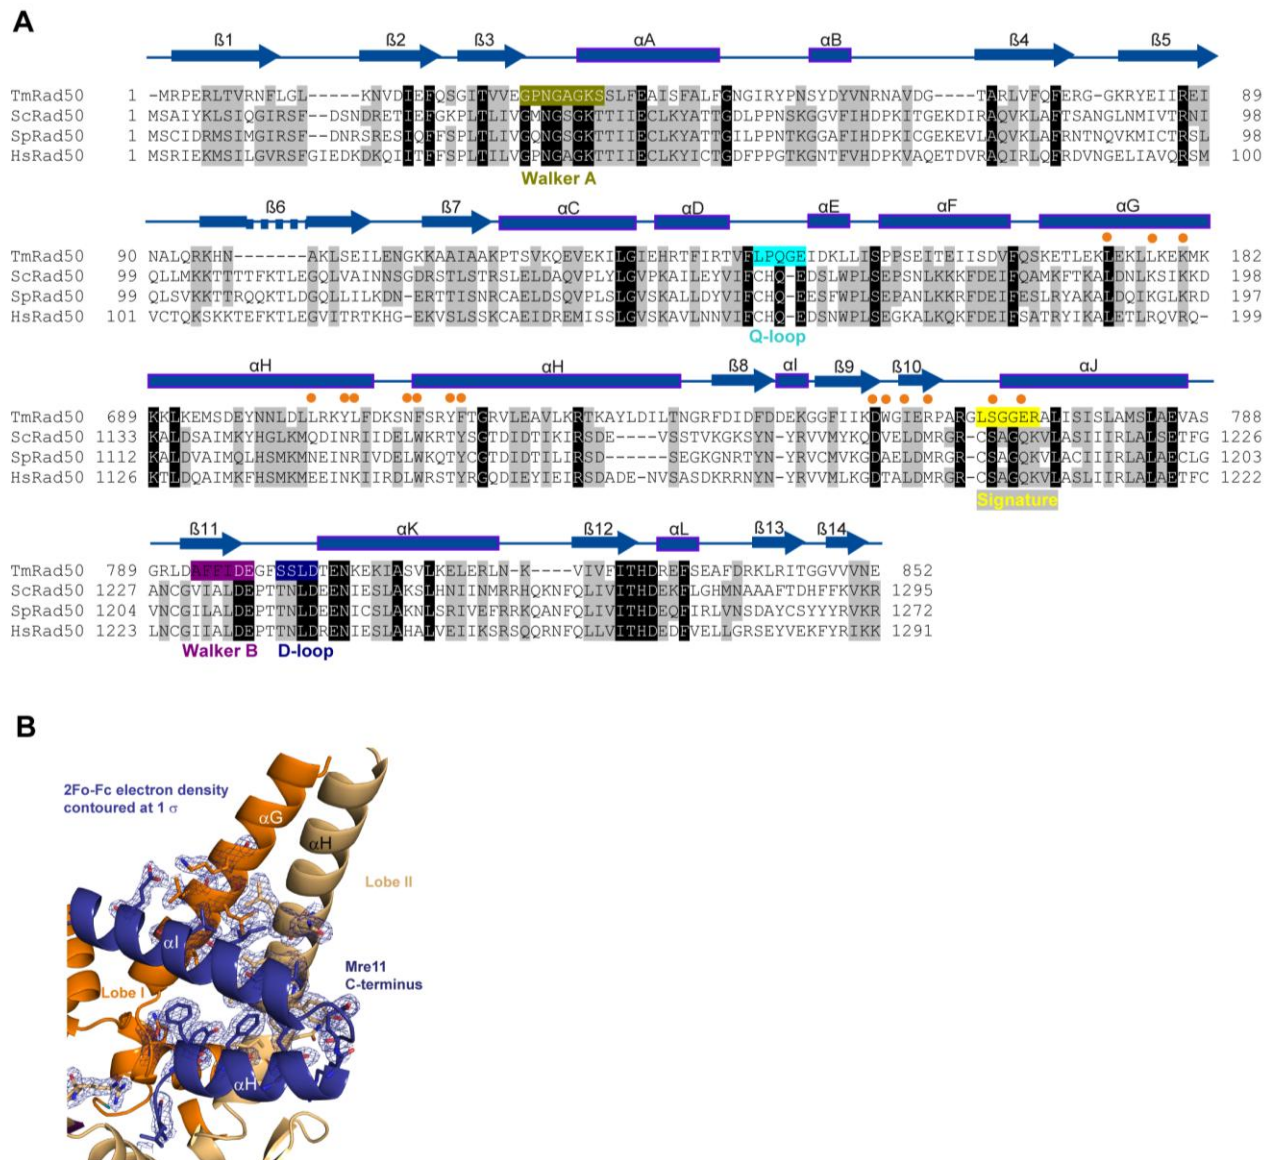 A
ß1 ß2 ß3 αA αB ß4 ß5
TmRad50 1 -MRPERLTVRNFLGL-----KNVDIEFQSGITVVEGPNGAGKSSLFEAISFALFGNGIRYPNSYDYVNRNAVDG----TARLVFQFERG-GKRYEIIREI 89
ScRad50 1 MSAIYKLSIQGIRSF--DSNDRETIEFGKPLTLIVGMNGSGKTTIIECLKYATTGDLPPNSKGGVFIHDPKITGEKDIRAQVKLAFTSANGLNMIVTRNI 98
SpRad50 1 MSCIDRMSIMGIRSF--DNRSRESIQFFSPLTLIVGQNGSGKTTIIECLKYATTGILPPNTKGGAFIHDPKICGEKEVLAQVKLAFRNTNQVKMICTRSL 98
HsRad50 1 MSRIEKMSILGVRSFGIEDKDKQIITFFSPLTILVGPNGAGKTTIIECLKYICTGDFPPGTKGNTFVHDPKVAQETDVRAQIRLQFRDVNGELIAVQRSM 100
Walker A
ß6 ß7 αC αD αE αF αG
TmRad50 90 NALQRKHN-------AKLSEILENGKKAAIAAKPTSVKQEVEKILGIEHRTFIRTVFLPQGEIDKLLISPPSEITEIISDVFQSKETLEKLEKLLKEKMK 182
ScRad50 99 QLLMKKTTTTFKTLEGQLVAINNSGDRSTLSTRSLELDAQVPLYLGVPKAILEYVIFCHQ-EDSLWPLSEPSNLKKKFDEIFQAMKFTKALDNLKSIKKD 198
SpRad50 99 QLSVKKTTRQQKTLDGQLLILKDN-ERTTISNRCAELDSQVPLSLGVSKALLDYVIFCHQ-EESFWPLSEPANLKKRFDEIFESLRYAKALDQIKGLKRD 197
HsRad50 101 VCTQKSKKTEFKTLEGVITRTKHG-EKVSLSSKCAEIDREMISSLGVSKAVLNNVIFCHQ-EDSNWPLSEGKALKQKFDEIFSATRYIKALETLRQVRQ- 199
Q-loop
αH αH ß8 αI ß9 ß10 αJ
TmRad50 689 KKLKEMSDEYNNLDLLRKYLFDKSNFSRYFTGRVLEAVLKRTKAYLDILTNGRFDIDFDDEKGGFIIKDWGIERPARGLSGGERALISISLAMSLAEVAS 788
ScRad50 1133 KALDSAIMKYHGLKMQDINRIIDELWKRTYSGTDIDTIKIRSDE----VSSTVKGKSYN-YRVVMYKQDVELDMRGR-CSAGQKVLASIIIRLALSETFG 1226
SpRad50 1112 KALDVAIMQLHSMKMNEINRIVDELWKQTYCGTDIDTILIRSD-----SEGKGNRTYN-YRVCMVKGDAELDMRGR-CSAGQKVLACIIIRLALAECLG 1203
HsRad50 1126 KTLDQAIMKFHSMKMEEINKIIRDLWRSTYRGQDIEYIEIRSDADE-NVSASDKRRNYN-YRVVMLKGDTALDMRGR-CSAGQKVLASLIIRLALAETFC 1222
Signature
ß11 αK ß12 αL ß13 ß14
TmRad50 789 GRLDAFFIDEGFSSLDTENKEKIASVLKELERLN-K----VIVFITHDREFSEAFDRKLRITGGVVVNE 852
ScRad50 1227 ANCGVIALDEPTTNLDEENIESLAKSLHNIINMRRHQKNFQLIVITHDEKFLGHMNAAAFTDHFFKVKR 1295
SpRad50 1204 VNCGILALDEPTTNLDEENICSLAKNLSRIVEFRRKQANFQLIVITHDEQFIRLVNSDAYCSYYYRVKR 1272
HsRad50 1223 LNCGIIALDEPTTNLDRENIESLAHALVEIIKSRSQQRNFQLLVITHDEDFVELLGRSEYVEKFYRIKK 1291
Walker B D-loop
B
2Fo-Fc electron density
contoured at 1 σ
αG
αH
Lobe II
αI
Mre11
C-terminus
Lobe I
αH